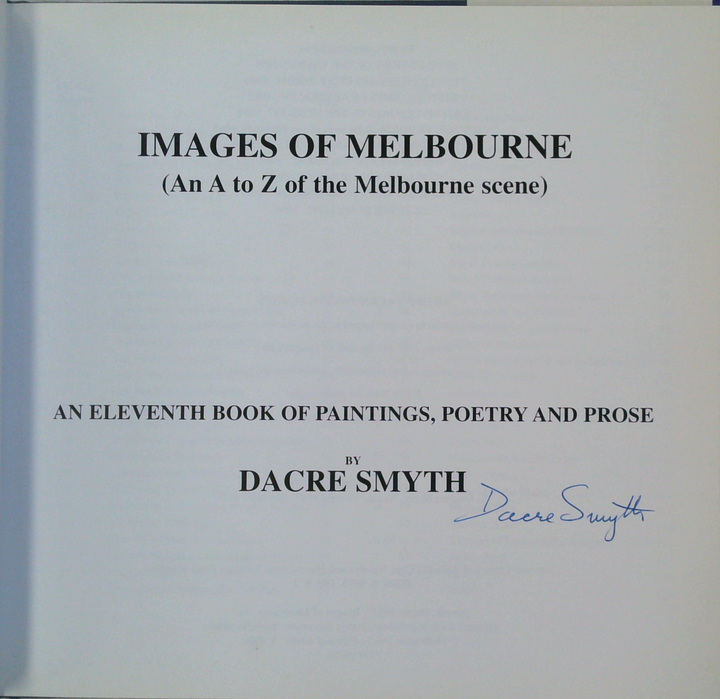 IMAGES OF MELBOURNE
(An A to Z of the Melbourne scene)
AN ELEVENTH BOOK OF PAINTINGS, POETRY AND PROSE
BY
DACRE SMYTH
Dacre Smyth